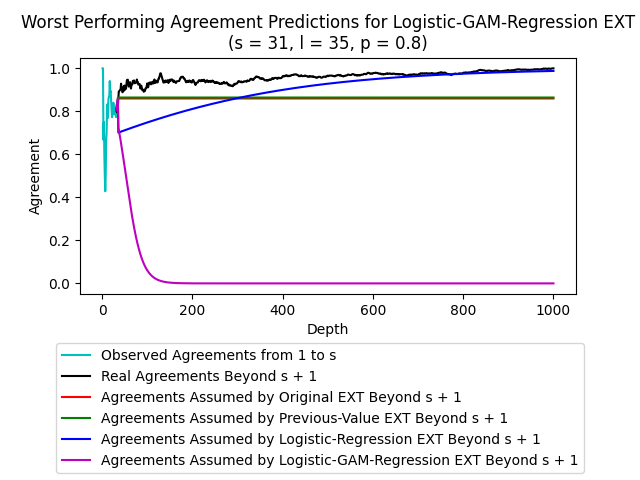 Worst Performing Agreement Predictions for Logistic-GAM-Regression EXT
(s = 31, l = 35, p = 0.8)
1.0
0.8
0.6
0.4
0.2
0.0
Agreement
0 200 400 600 800 1000
Depth
Observed Agreements from 1 to s
Real Agreements Beyond s + 1
Agreements Assumed by Original EXT Beyond s + 1
Agreements Assumed by Previous-Value EXT Beyond s + 1
Agreements Assumed by Logistic-Regression EXT Beyond s + 1
Agreements Assumed by Logistic-GAM-Regression EXT Beyond s + 1